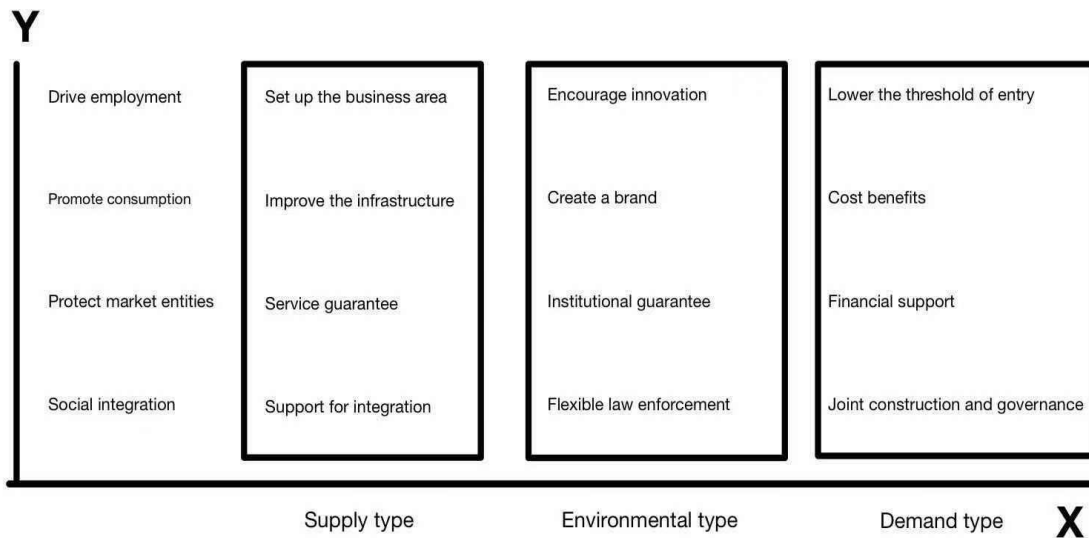 Y
Drive employment
Set up the business area
Encourage innovation
Lower the threshold of entry
Promote consumption
Improve the infrastructure
Create a brand
Cost benefits
Protect market entities
Service guarantee
Institutional guarantee
Financial support
Social integration
Support for integration
Flexible law enforcement
Joint construction and governance
Supply type
Environmental type
Demand type
X